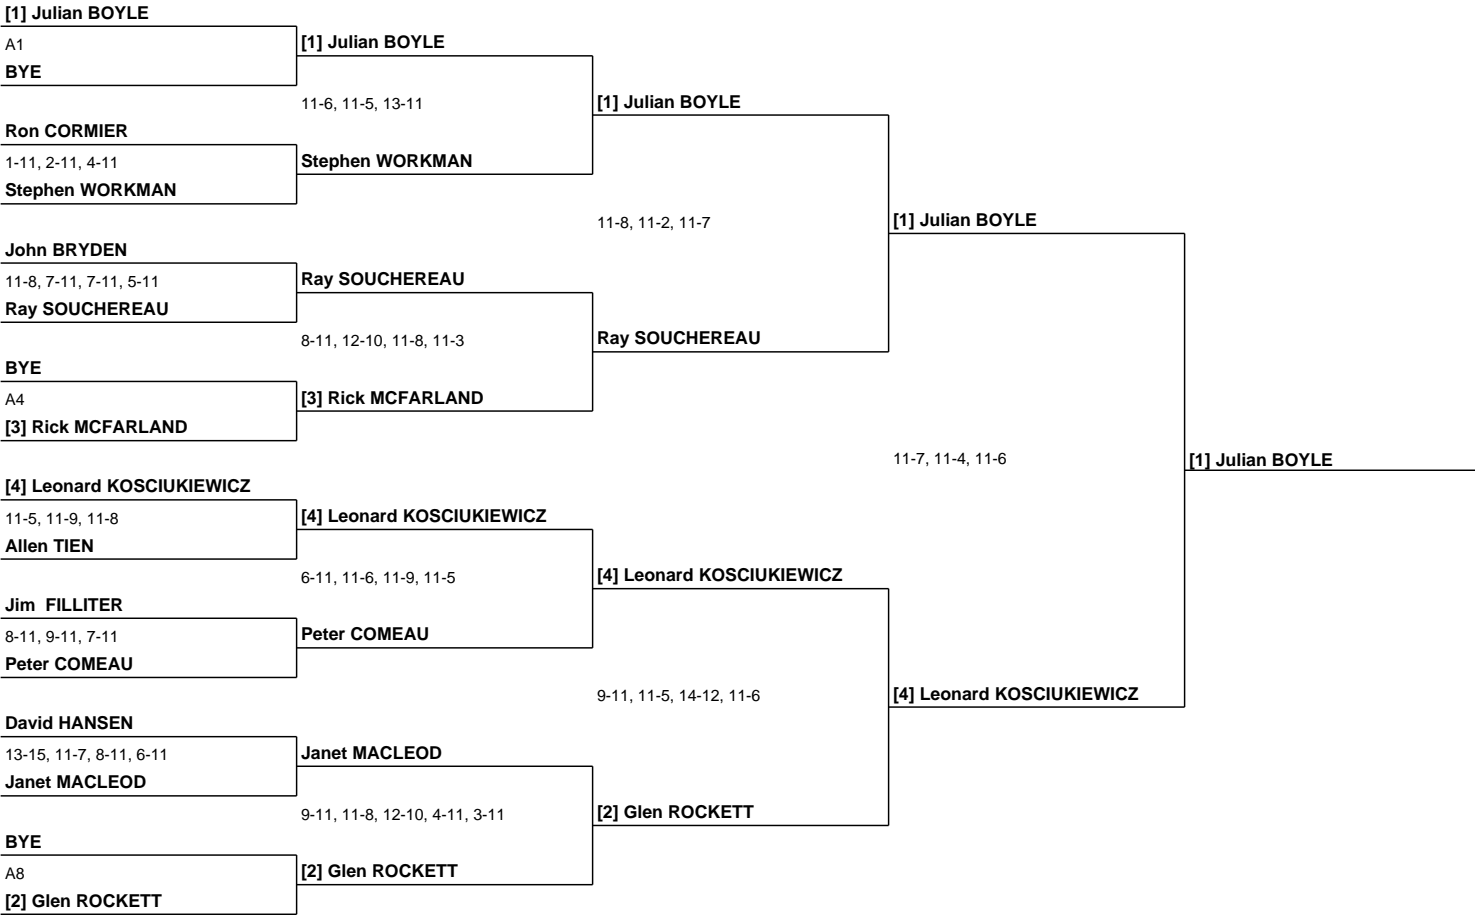 [1] Julian BOYLE
A1
BYE
Ron CORMIER
1-11, 2-11, 4-11
Stephen WORKMAN
John BRYDEN
11-8, 7-11, 7-11, 5-11
Ray SOUCHEREAU
BYE
A4
[3] Rick MCFARLAND
[4] Leonard KOSCIUKIEWICZ
11-5, 11-9, 11-8
Allen TIEN
Jim  FILLITER
8-11, 9-11, 7-11
Peter COMEAU
David HANSEN
13-15, 11-7, 8-11, 6-11
Janet MACLEOD
BYE
A8
[2] Glen ROCKETT
[1] Julian BOYLE
11-6, 11-5, 13-11
Stephen WORKMAN
Ray SOUCHEREAU
8-11, 12-10, 11-8, 11-3
[3] Rick MCFARLAND
[4] Leonard KOSCIUKIEWICZ
6-11, 11-6, 11-9, 11-5
Peter COMEAU
Janet MACLEOD
9-11, 11-8, 12-10, 4-11, 3-11
[2] Glen ROCKETT
[1] Julian BOYLE
11-8, 11-2, 11-7
Ray SOUCHEREAU
[4] Leonard KOSCIUKIEWICZ
9-11, 11-5, 14-12, 11-6
[2] Glen ROCKETT
[1] Julian BOYLE
11-7, 11-4, 11-6
[4] Leonard KOSCIUKIEWICZ
[1] Julian BOYLE